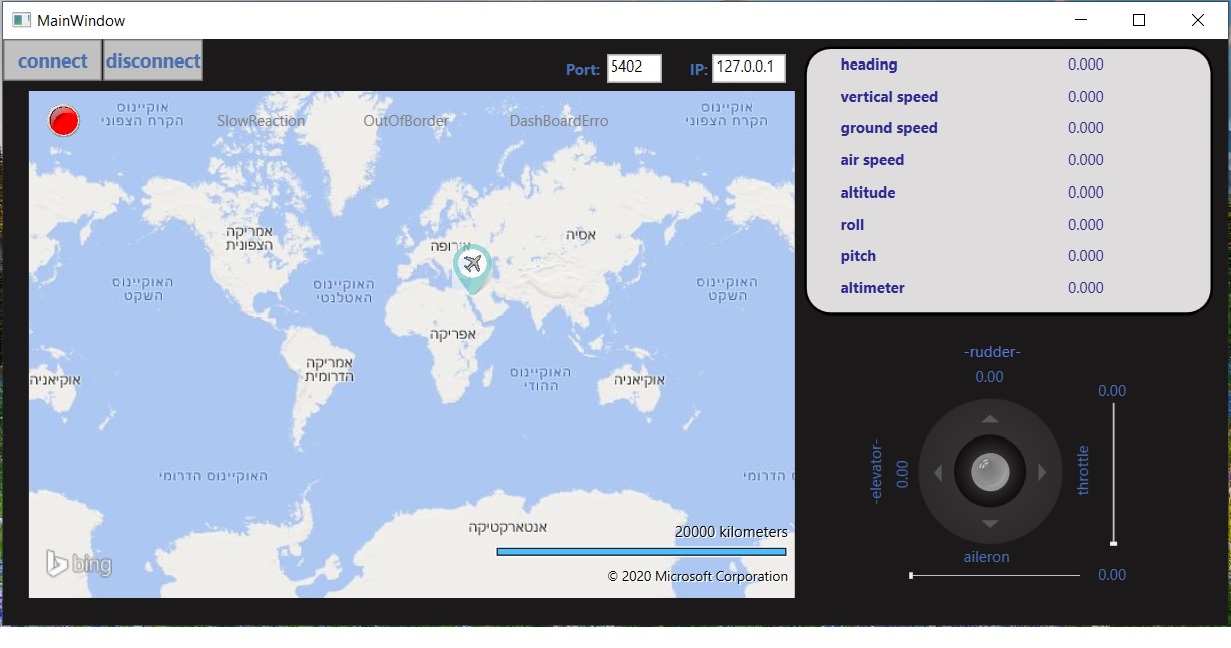 MainWindow
connect
disconnect
Port:
5402
IP:
127.0.0.1
אוקיינוס
הקרח הצפוני
SlowReaction
OutOfBorder
DashBoardErro
אוקיינוס
הקרח הצפוני
אמריקה
הצפונית
אירופה
אסיה
האוקיינוס
השקט
האוקיינוס
האטלנטי
האוקיינוס
השקט
אפריקה
אוקיאניה
אמריקה
הדרומית
האוקיינוס
ההודי
אוקיאניה
האוקיינוס הדרומי
אנטארקטיקה
20000 kilometers
bing
© 2020 Microsoft Corporation
heading 0.000
vertical speed 0.000
ground speed 0.000
air speed 0.000
altitude 0.000
roll 0.000
pitch 0.000
altimeter 0.000
-rudder-
0.00
-elevator-
0.00
throttle
0.00
aileron
0.00